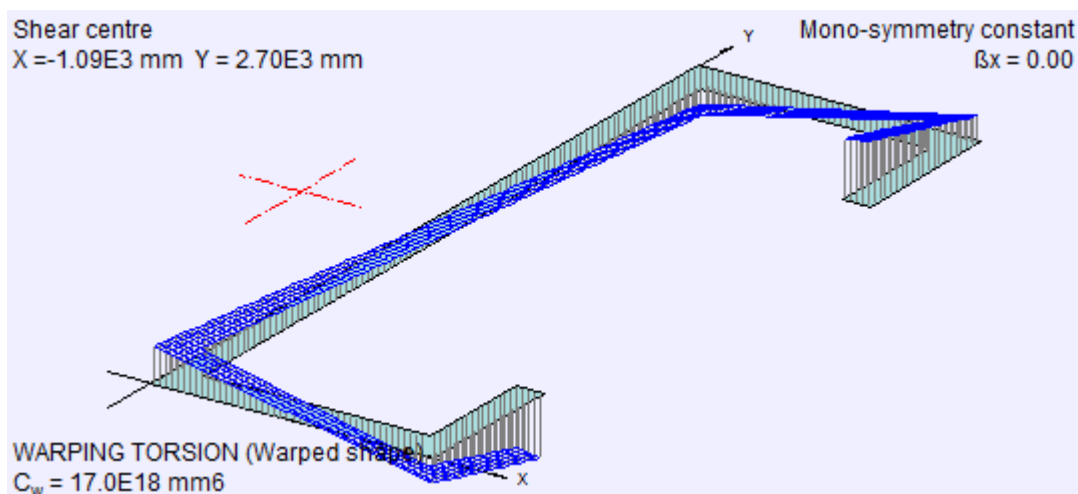 Shear centre
X =-1.09E3 mm Y = 2.70E3 mm
Mono-symmetry constant
ßx = 0.00
Y
WARPING TORSION (Warped shape)
C_w = 17.0E18 mm6
X